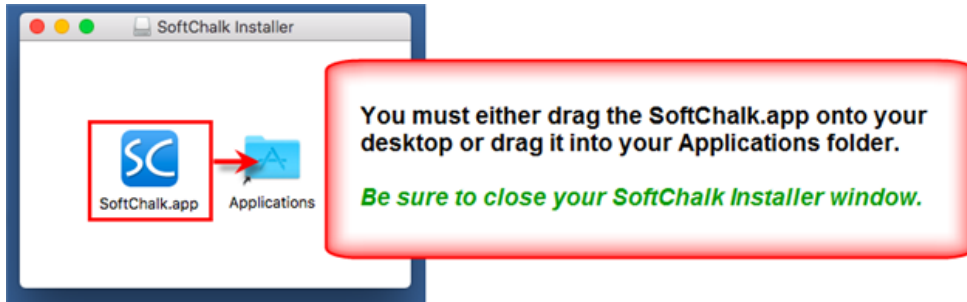 SoftChalk Installer
SC
SoftChalk.app
Applications
You must either drag the SoftChalk.app onto your
desktop or drag it into your Applications folder.
Be sure to close your SoftChalk Installer window.